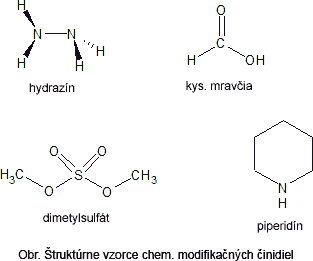 H
N
N
H
H
H
hydrazín
O
H
C
OH
kys. mravčia
O
O
H₃C
S
CH₃
O
O
dimetylsulfát
N
H
piperidín
Obr. Štruktúrne vzorce chem. modifikačných činidiel